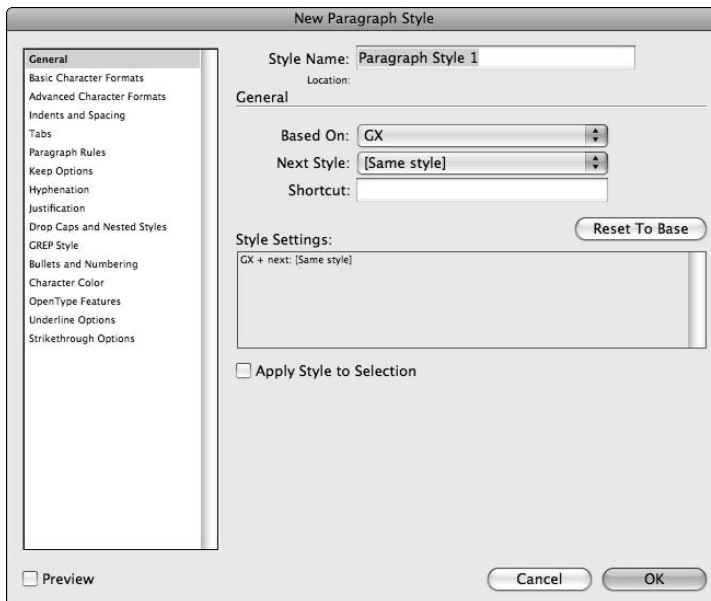 New Paragraph Style
General
Basic Character Formats
Advanced Character Formats
Indents and Spacing
Tabs
Paragraph Rules
Keep Options
Hyphenation
Justification
Drop Caps and Nested Styles
GREP Style
Bullets and Numbering
Character Color
OpenType Features
Underline Options
Strikethrough Options
Style Name: Paragraph Style 1
Location:
General
Based On: GX
Next Style: [Same style]
Shortcut:
Reset To Base
Style Settings:
GX + next: [Same style]
Apply Style to Selection
Preview
Cancel
OK